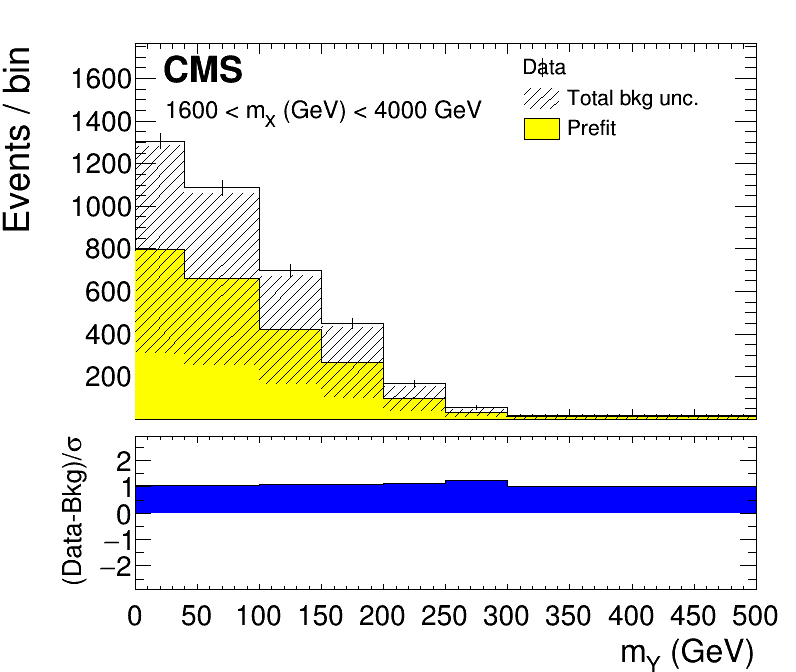 Events / bin
1600
1400
1200
1000
800
600
400
200
CMS
1600 < mX (GeV) < 4000 GeV
Data
Total bkg unc.
Prefit
(Data-Bkg)/σ
2
1
0
−1
−2
0 50 100 150 200 250 300 350 400 450 500
mY (GeV)